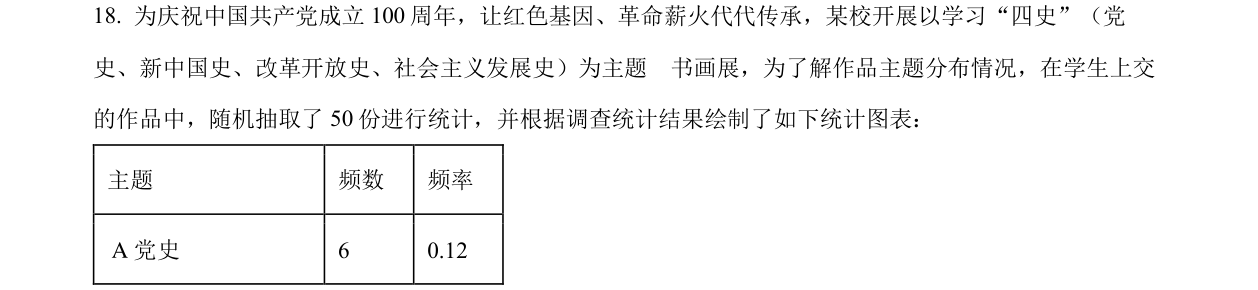 18. 为庆祝中国共产党成立 100 周年，让红色基因、革命薪火代代传承，某校开展以学习“四史”（党
史、新中国史、改革开放史、社会主义发展史）为主题 书画展，为了解作品主题分布情况，在学生上交
的作品中，随机抽取了 50 份进行统计，并根据调查统计结果绘制了如下统计图表：
主题 频数 频率
A 党史 6 0.12